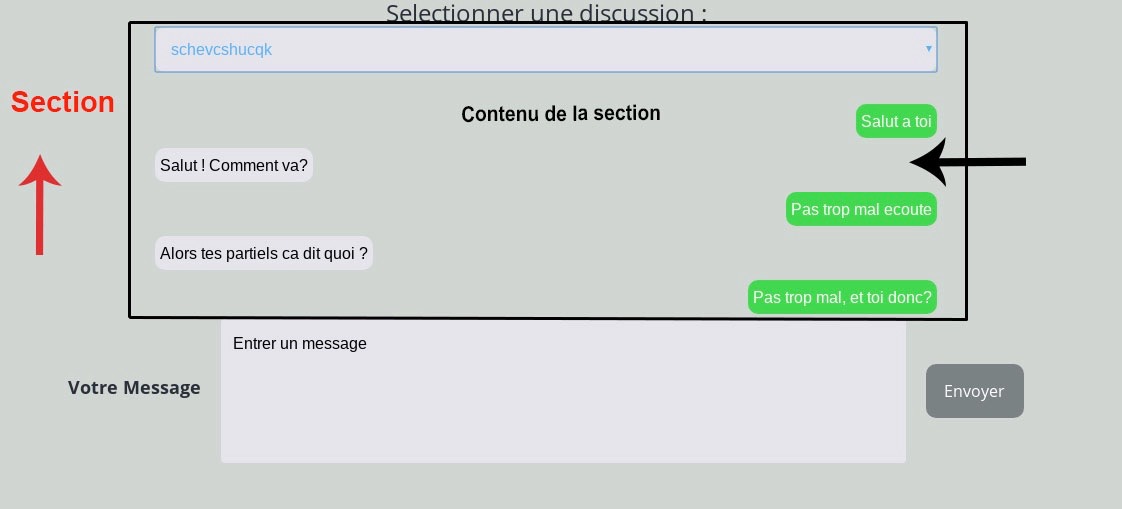 Selectionner une discussion :
schevcshucqk
Section
Contenu de la section
Salut a toi
Salut ! Comment va?
Pas trop mal ecoute
Alors tes partiels ca dit quoi ?
Pas trop mal, et toi donc?
Entrer un message
Votre Message
Envoyer